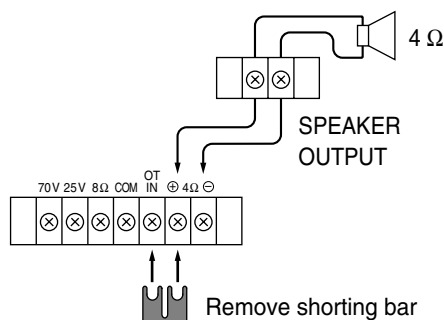 4 Ω
SPEAKER
OUTPUT
OT
70V 25V 8Ω COM IN ⊕ 4Ω ⊖
Remove shorting bar